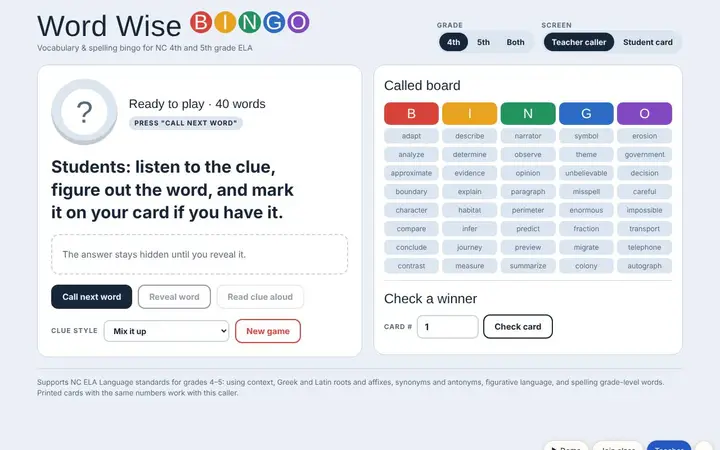 Word Wise BINGO
Vocabulary & spelling bingo for NC 4th and 5th grade ELA
GRADE
4th 5th Both
SCREEN
Teacher caller Student card
?
Ready to play · 40 words
PRESS "CALL NEXT WORD"
Students: listen to the clue,
figure out the word, and mark
it on your card if you have it.
The answer stays hidden until you reveal it.
Call next word Reveal word Read clue aloud
CLUE STYLE Mix it up New game
Called board
B I N G O
adapt describe narrator symbol erosion
analyze determine observe theme government
approximate evidence opinion unbelievable decision
boundary explain paragraph misspell careful
character habitat perimeter enormous impossible
compare infer predict fraction transport
conclude journey preview migrate telephone
contrast measure summarize colony autograph
Check a winner
CARD # 1 Check card
Supports NC ELA Language standards for grades 4–5: using context, Greek and Latin roots and affixes, synonyms and antonyms, figurative language, and spelling grade-level words.
Printed cards with the same numbers work with this caller.